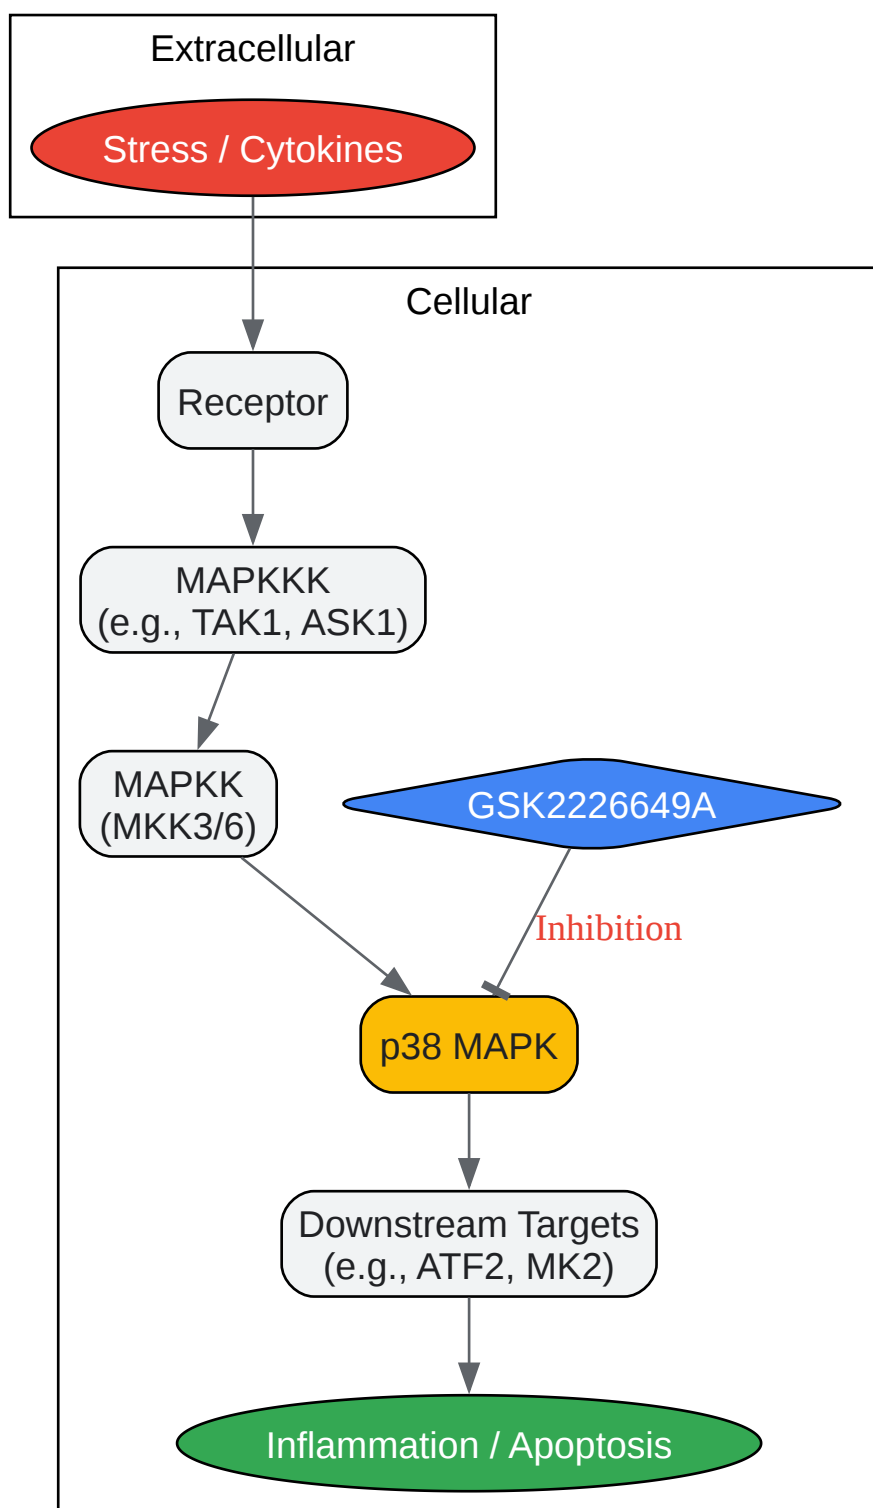 Extracellular
Stress / Cytokines
Cellular
Receptor
MAPKKK
(e.g., TAK1, ASK1)
MAPKK
(MKK3/6)
GSK2226649A
Inhibition
p38 MAPK
Downstream Targets
(e.g., ATF2, MK2)
Inflammation / Apoptosis